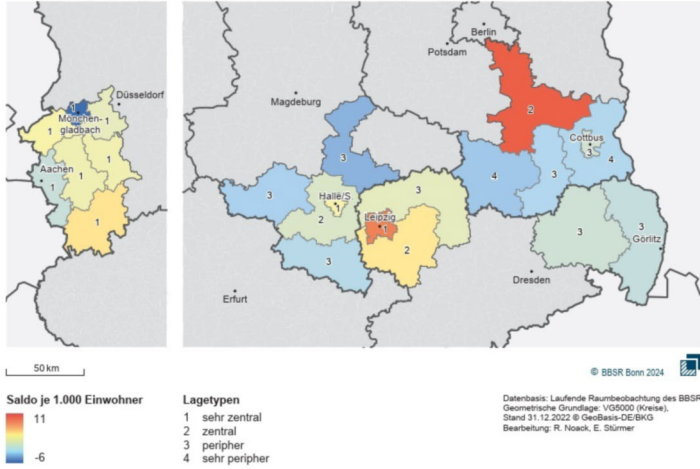 Berlin
Potsdam
Düsseldorf
1
Mönchen-
gladbach
1
1
Magdeburg
2
Cottbus
3
4
Aachen
1
1
1
3
4
3
3
Halle/S.
1
2
3
Leipzig
1
2
3
3
Görlitz
1
3
Dresden
Erfurt
50 km
© BBSR Bonn 2024
Saldo je 1.000 Einwohner
11
-6
Lagetypen
1 sehr zentral
2 zentral
3 peripher
4 sehr peripher
Datenbasis: Laufende Raumbeobachtung des BBSR
Geometrische Grundlage: VG5000 (Kreise),
Stand 31.12.2022 © GeoBasis-DE/BKG
Bearbeitung: R. Noack, E. Stürmer